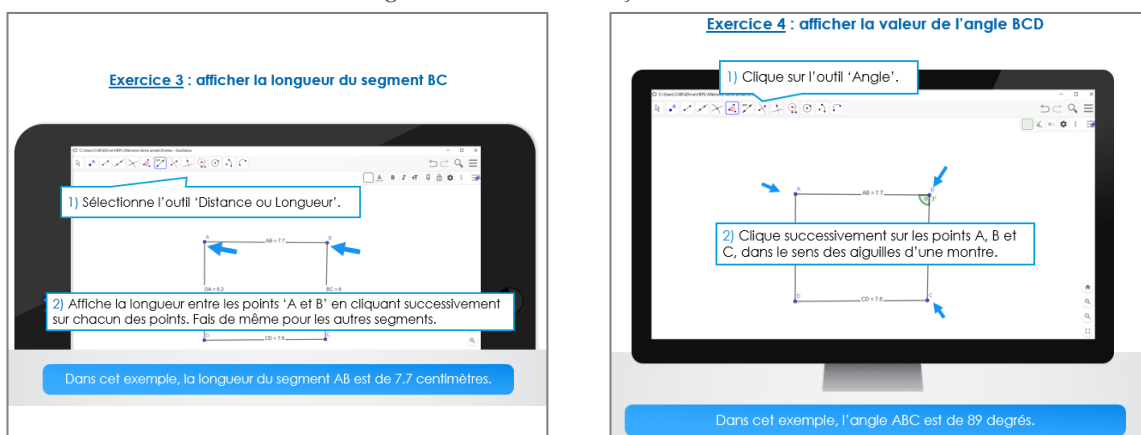 Exercice 3 : afficher la longueur du segment BC
1) Sélectionne l'outil 'Distance ou Longueur'.
A
AB = 7.7
B
DA = 6.2
BC = 6
2) Affiche la longueur entre les points 'A et B' en cliquant successivement
sur chacun des points. Fais de même pour les autres segments.
D
CD = 7.6
C
Dans cet exemple, la longueur du segment AB est de 7.7 centimètres.
Exercice 4 : afficher la valeur de l'angle BCD
1) Clique sur l'outil 'Angle'.
A
AB = 7.7
B
2) Clique successivement sur les points A, B et
C, dans le sens des aiguilles d'une montre.
D
CD = 7.6
C
Dans cet exemple, l'angle ABC est de 89 degrés.